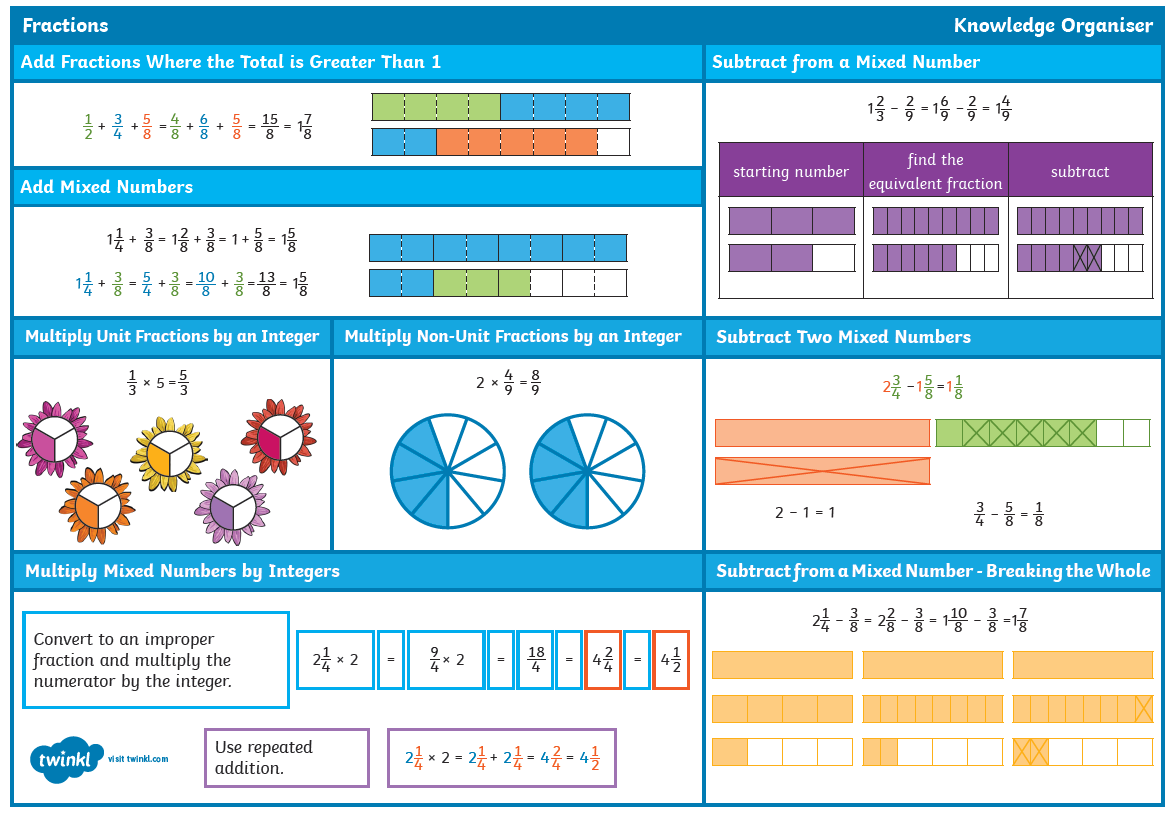 Fractions
Knowledge Organiser
Add Fractions Where the Total is Greater Than 1
1/2 + 3/4 + 5/8 = 4/8 + 6/8 + 5/8 = 15/8 = 1 7/8
Add Mixed Numbers
1 1/4 + 3/8 = 1 2/8 + 3/8 = 1 + 5/8 = 1 5/8
1 1/4 + 3/8 = 5/4 + 3/8 = 10/8 + 3/8 = 13/8 = 1 5/8
Subtract from a Mixed Number
1 2/3 − 2/9 = 1 6/9 − 2/9 = 1 4/9
starting number
find the
equivalent fraction
subtract
Multiply Unit Fractions by an Integer
1/3 × 5 = 5/3
Multiply Non-Unit Fractions by an Integer
2 × 4/9 = 8/9
Subtract Two Mixed Numbers
2 3/4 − 1 5/8 = 1 1/8
2 − 1 = 1
3/4 − 5/8 = 1/8
Multiply Mixed Numbers by Integers
Convert to an improper
fraction and multiply the
numerator by the integer.
2 1/4 × 2 = 9/4 × 2 = 18/4 = 4 2/4 = 4 1/2
twinkl
visit twinkl.com
Use repeated
addition.
2 1/4 × 2 = 2 1/4 + 2 1/4 = 4 2/4 = 4 1/2
Subtract from a Mixed Number - Breaking the Whole
2 1/4 − 3/8 = 2 2/8 − 3/8 = 1 10/8 − 3/8 = 1 7/8